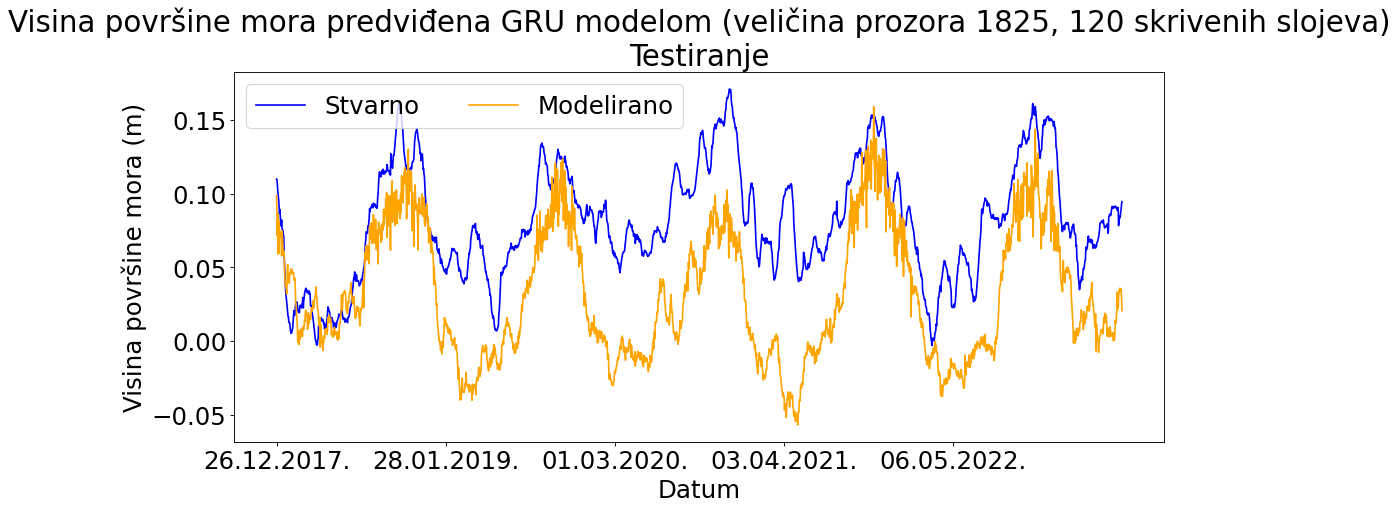 Visina površine mora predviđena GRU modelom (veličina prozora 1825, 120 skrivenih slojeva)
Testiranje
Stvarno
Modelirano
Visina površine mora (m)
0.15
0.10
0.05
0.00
−0.05
26.12.2017.
28.01.2019.
01.03.2020.
03.04.2021.
06.05.2022.
Datum